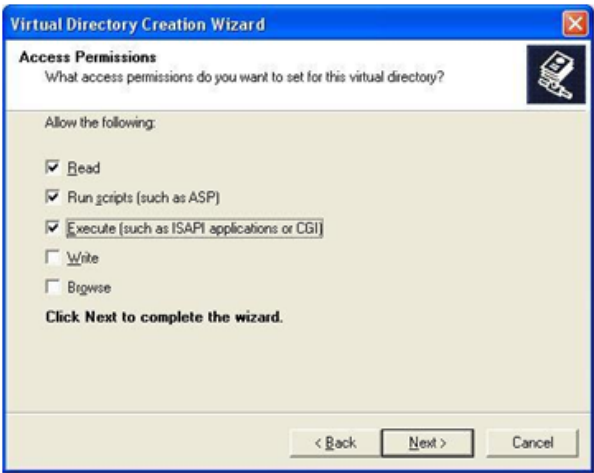 Virtual Directory Creation Wizard
Access Permissions
What access permissions do you want to set for this virtual directory?
Allow the following:
Read
Run scripts (such as ASP)
Execute (such as ISAPI applications or CGI)
Write
Browse
Click Next to complete the wizard.
< Back Next > Cancel